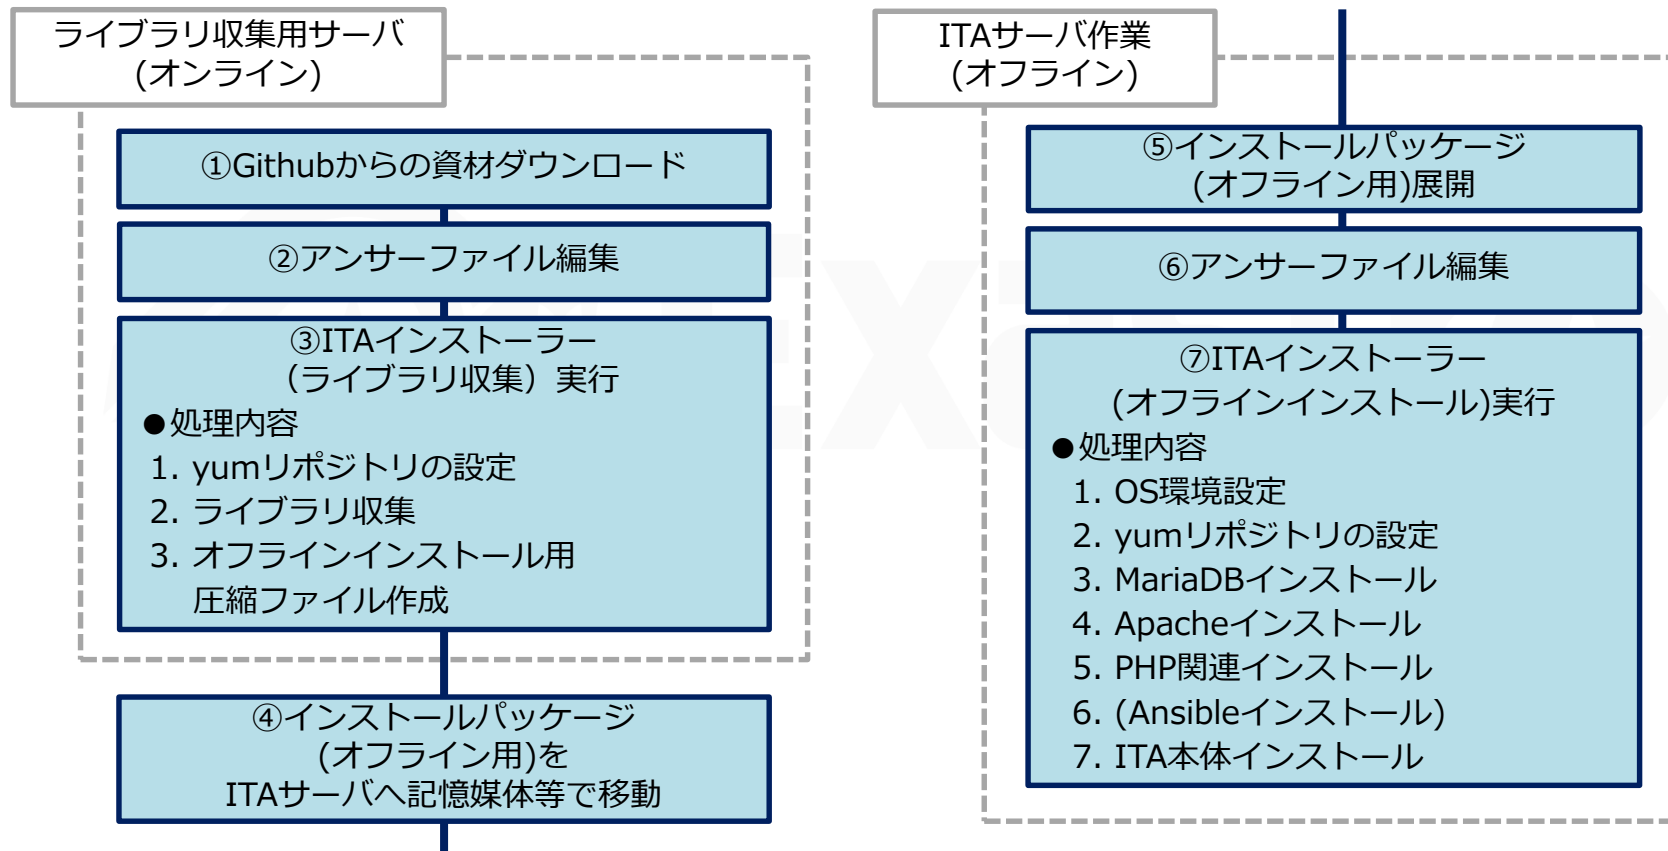 ライブラリ収集用サーバ
(オンライン)
①Githubからの資材ダウンロード
②アンサーファイル編集
③ITAインストーラー
（ライブラリ収集）実行
●処理内容
1. yumリポジトリの設定
2. ライブラリ収集
3. オフラインインストール用
圧縮ファイル作成
④インストールパッケージ
(オフライン用)を
ITAサーバへ記憶媒体等で移動
ITAサーバ作業
(オフライン)
⑤インストールパッケージ
(オフライン用)展開
⑥アンサーファイル編集
⑦ITAインストーラー
(オフラインインストール)実行
●処理内容
1. OS環境設定
2. yumリポジトリの設定
3. MariaDBインストール
4. Apacheインストール
5. PHP関連インストール
6. (Ansibleインストール)
7. ITA本体インストール